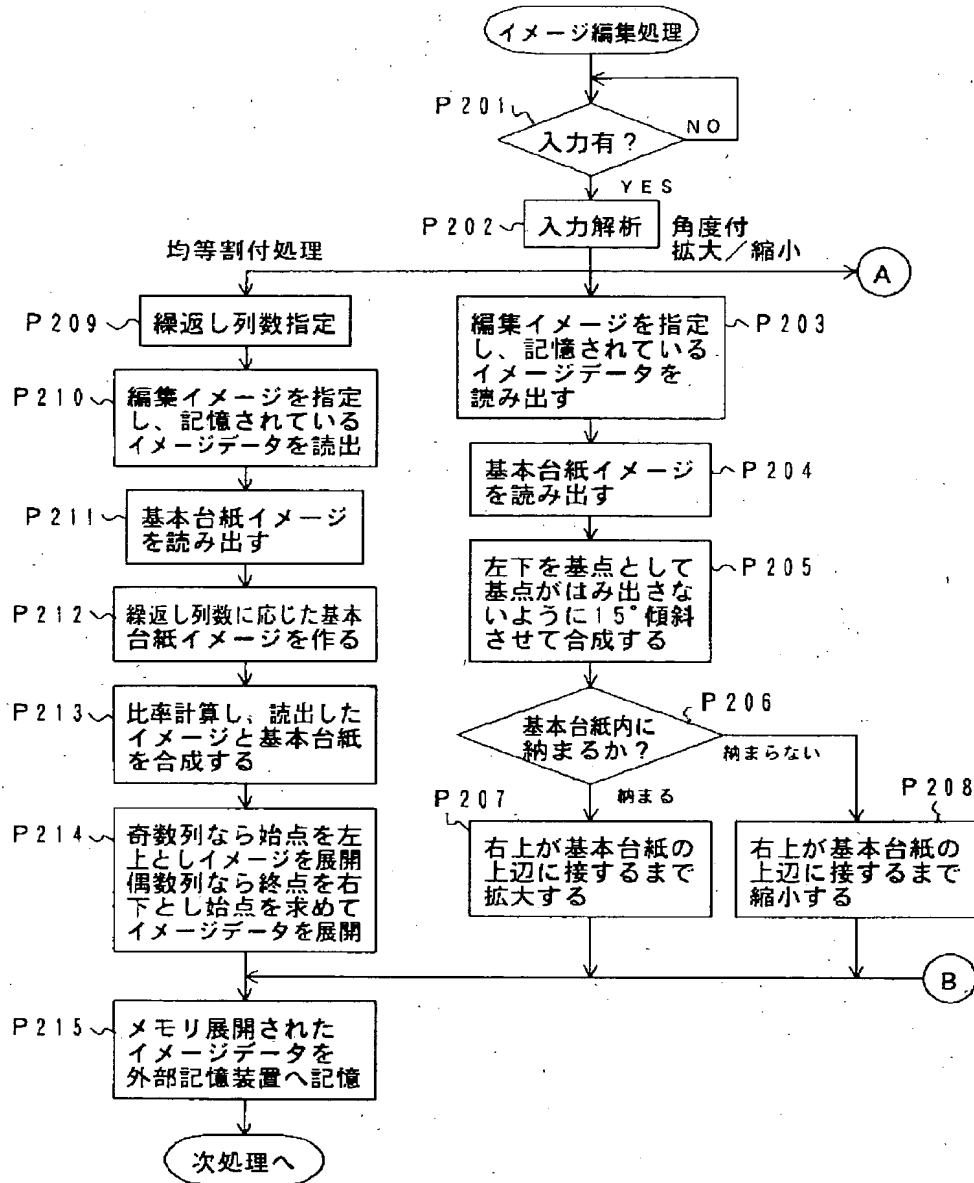 イメージ編集処理
P201
入力有?
NO
YES
P202
入力解析
角度付
拡大/縮小
均等割付処理
A
P209
繰返し列数指定
P203
編集イメージを指定
し、記憶されている
イメージデータを
読み出す
P210
編集イメージを指定
し、記憶されている
イメージデータを読出
P204
基本台紙イメージ
を読み出す
P211
基本台紙イメージ
を読み出す
P205
左下を基点として
基点がはみ出さな
いように15°傾斜
させて合成する
P212
繰返し列数に応じた基本
台紙イメージを作る
P213
比率計算し、読出した
イメージと基本台紙
を合成する
P206
基本台紙内に
納まるか?
納まらない
納まる
P207
右上が基本台紙の
上辺に接するまで
拡大する
P208
右上が基本台紙の
上辺に接するまで
縮小する
P214
奇数列なら始点を左
上としイメージを展開
偶数列なら終点を右
下とし始点を求めて
イメージデータを展開
B
P215
メモリ展開された
イメージデータを
外部記憶装置へ記憶
次処理へ